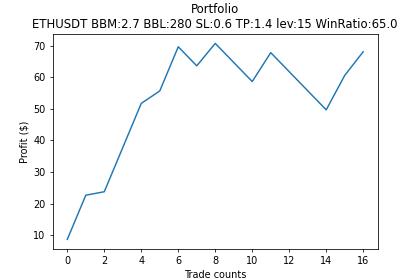 Portfolio
ETHUSDT BBM:2.7 BBL:280 SL:0.6 TP:1.4 lev:15 WinRatio:65.0
70
60
50
40
30
20
10
Profit ($)
0 2 4 6 8 10 12 14 16
Trade counts